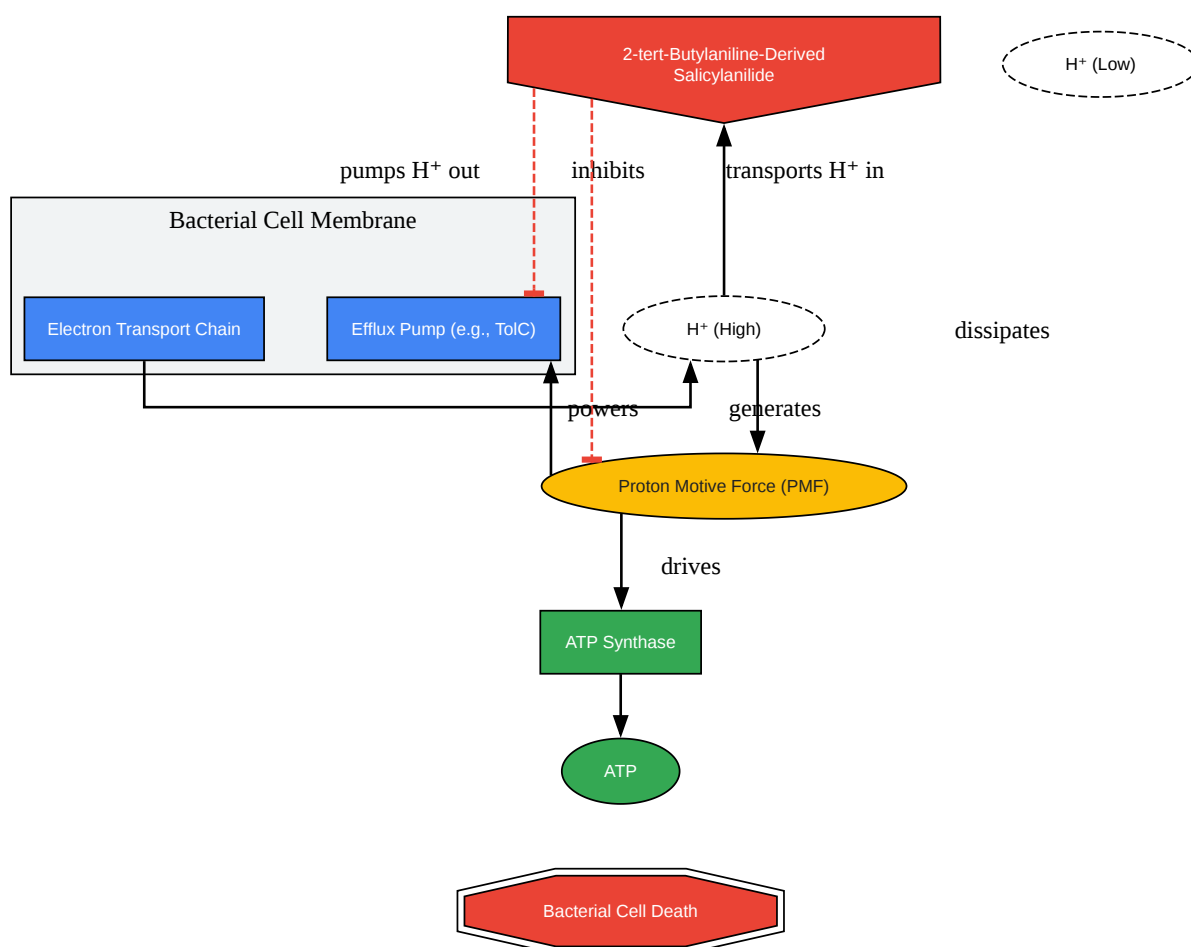 2-tert-Butylaniline-Derived
Salicylanilide
H⁺ (Low)
pumps H⁺ out
inhibits
transports H⁺ in
Bacterial Cell Membrane
Electron Transport Chain
Efflux Pump (e.g., TolC)
H⁺ (High)
dissipates
powers
generates
Proton Motive Force (PMF)
drives
ATP Synthase
ATP
Bacterial Cell Death